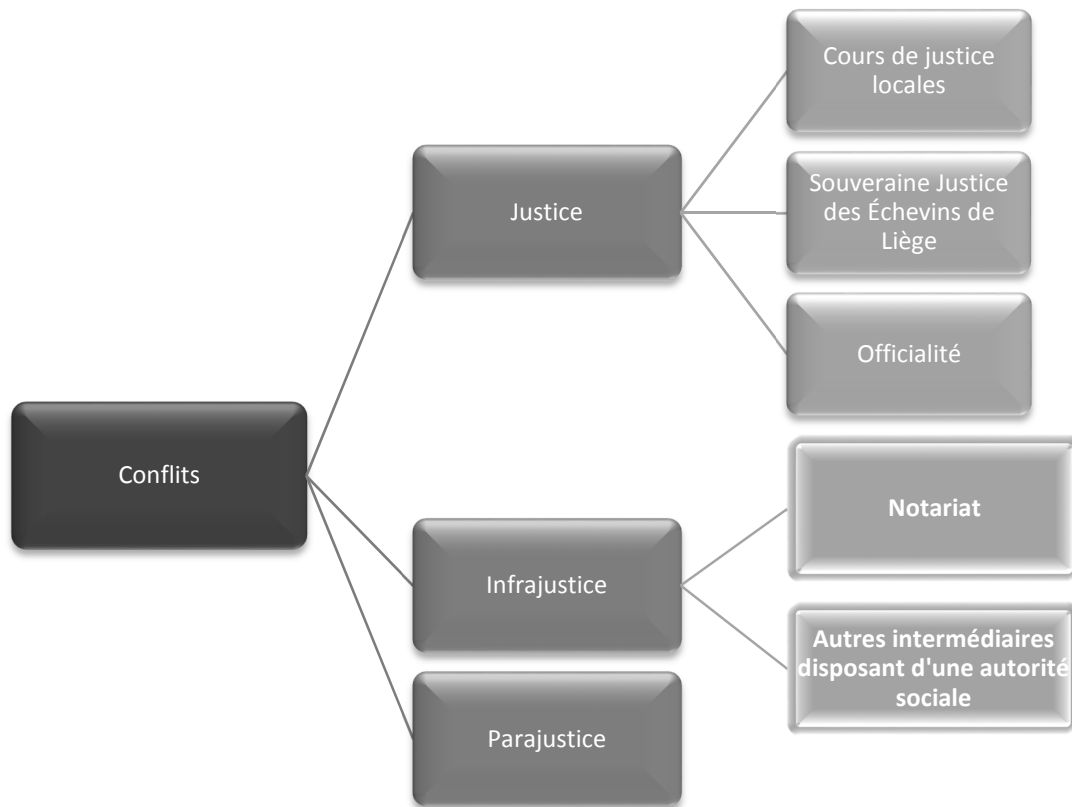 Cours de justice
locales
Justice
Souveraine Justice
des Échevins de
Liège
Officialité
Conflits
Notariat
Infrajustice
Autres intermédiaires
disposant d'une autorité
sociale
Parajustice